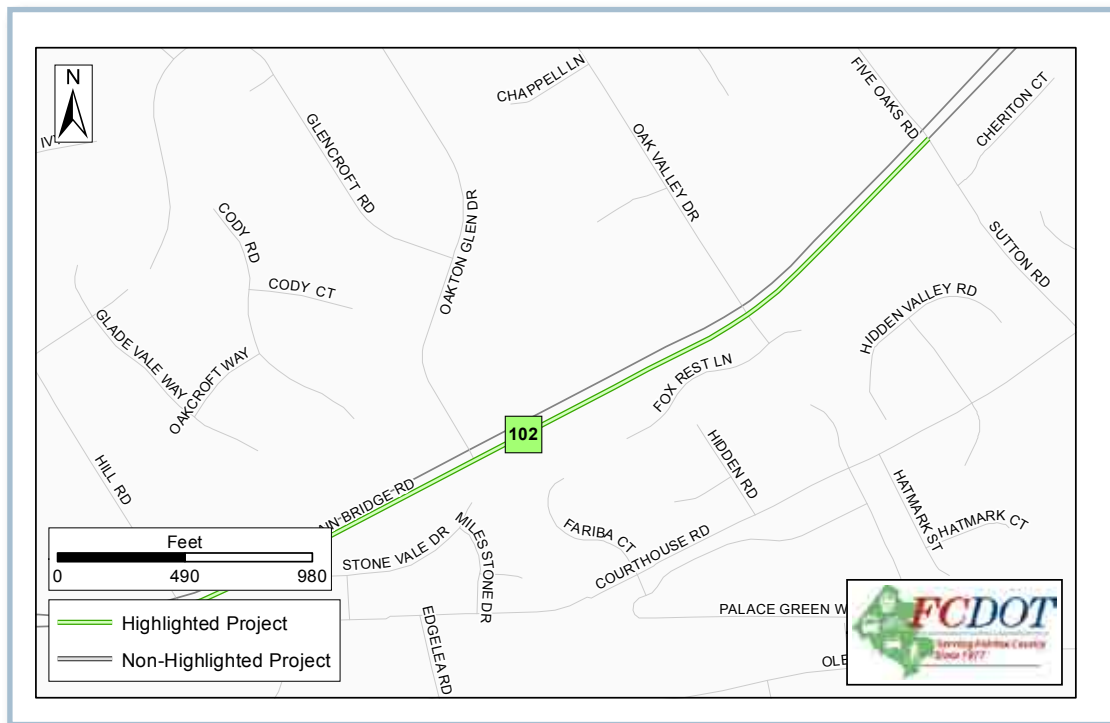 N
CHAPPELL LN
FIVE OAKS RD
CHERITON CT
GLENCROFT RD
OAK VALLEY DR
CODY RD
OAKTON GLEN DR
SUTTON RD
CODY CT
HIDDEN VALLEY RD
GLADE VALE WAY
OAKCROFT WAY
FOX REST LN
102
HILL RD
NN-BRIDGE RD
HIDDEN RD
HATMARK ST
HATMARK CT
MILES STONE DR
FARIBA CT
STONE VALE DR
COURTHOUSE RD
EDGELEA RD
PALACE GREEN W
OLE
Feet
0 490 980
Highlighted Project
Non-Highlighted Project
FCDOT
Serving Fairfax County
Since 1977